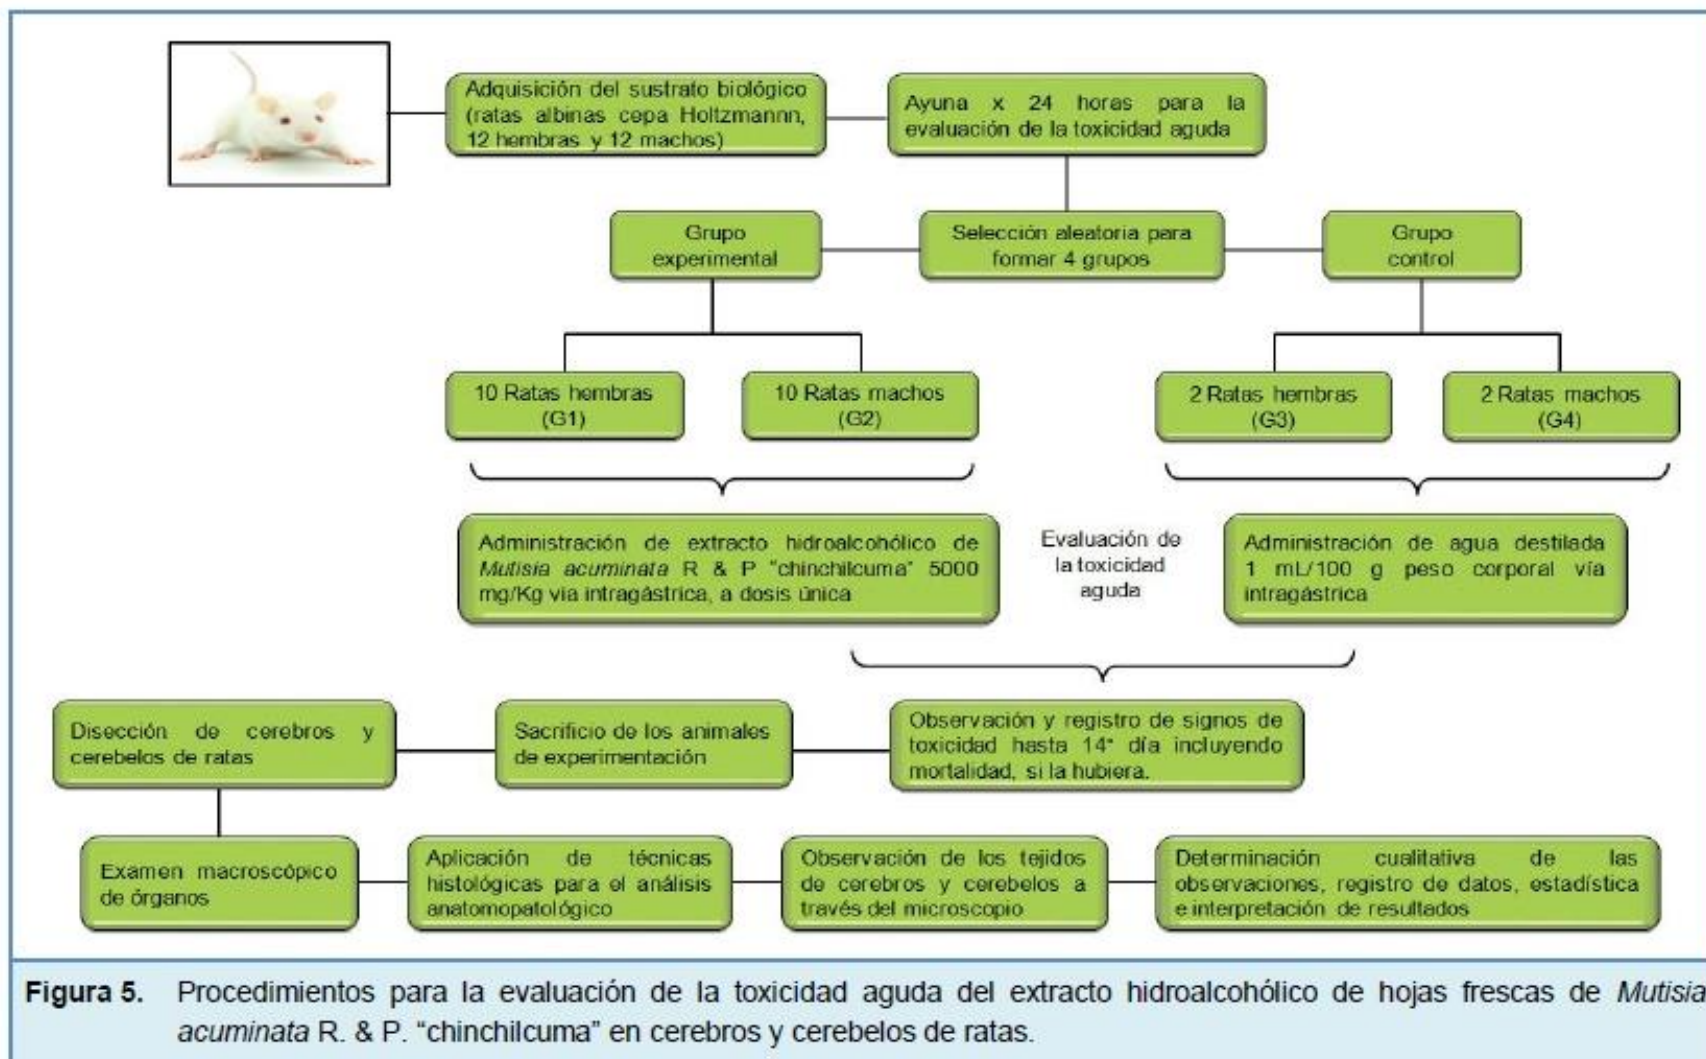 Adquisición del sustrato biológico
(ratas albinas cepa Holtzmannn,
12 hembras y 12 machos)
Ayuna x 24 horas para la
evaluación de la toxicidad aguda
Grupo
experimental
Selección aleatoria para
formar 4 grupos
Grupo
control
10 Ratas hembras
(G1)
10 Ratas machos
(G2)
2 Ratas hembras
(G3)
2 Ratas machos
(G4)
Administración de extracto hidroalcohólico de
Mutisia acuminata R & P "chinchilcuma" 5000
mg/Kg via intragástrica, a dosis única
Evaluación de
la toxicidad
aguda
Administración de agua destilada
1 mL/100 g peso corporal vía
intragástrica
Disección de cerebros y
cerebelos de ratas
Sacrificio de los animales
de experimentación
Observación y registro de signos de
toxicidad hasta 14° día incluyendo
mortalidad, si la hubiera.
Examen macroscópico
de órganos
Aplicación de técnicas
histológicas para el análisis
anatomopatológico
Observación de los tejidos
de cerebros y cerebelos a
través del microscopio
Determinación cualitativa de las
observaciones, registro de datos, estadística
e interpretación de resultados
Figura 5. Procedimientos para la evaluación de la toxicidad aguda del extracto hidroalcohólico de hojas frescas de Mutisia
acuminata R. & P. “chinchilcuma” en cerebros y cerebelos de ratas.